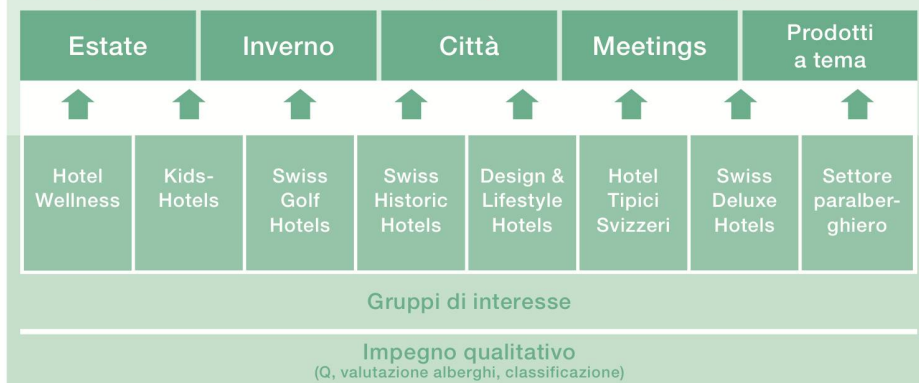 Estate
Inverno
Città
Meetings
Prodotti
a tema
Hotel
Wellness
Kids-
Hotels
Swiss
Golf
Hotels
Swiss
Historic
Hotels
Design &
Lifestyle
Hotels
Hotel
Tipici
Svizzeri
Swiss
Deluxe
Hotels
Settore
paralber-
ghiero
Gruppi di interesse
Impegno qualitativo
(Q, valutazione alberghi, classificazione)